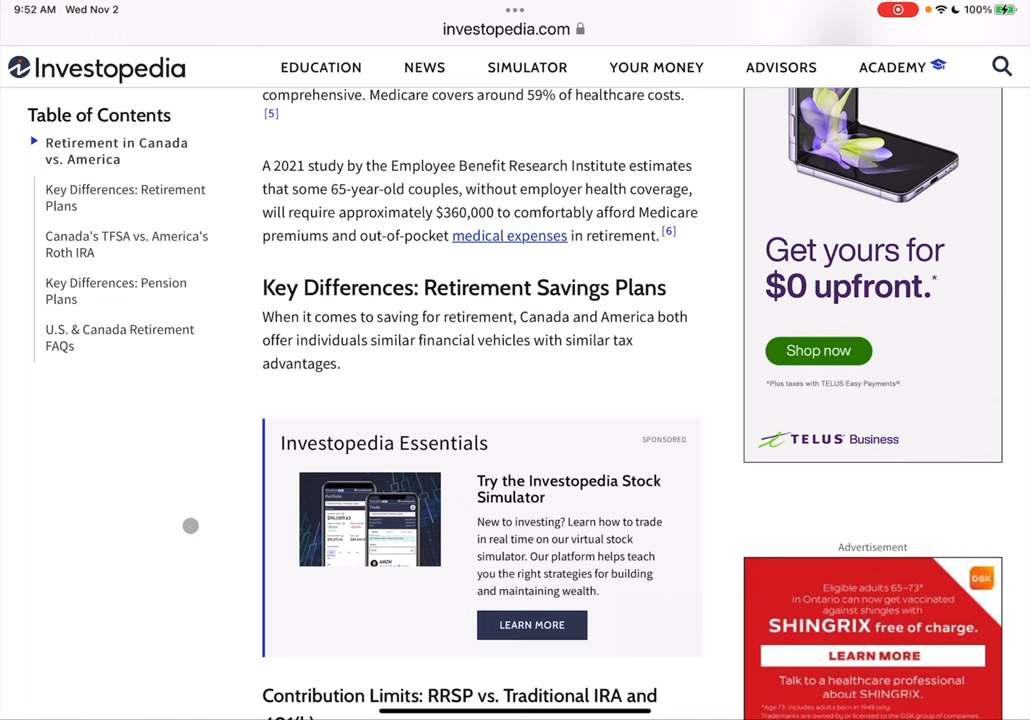 9:52 AM Wed Nov 2
100%
investopedia.com
Investopedia
EDUCATION NEWS SIMULATOR YOUR MONEY ADVISORS ACADEMY
Table of Contents
Retirement in Canada
vs. America
Key Differences: Retirement
Plans
Canada's TFSA vs. America's
Roth IRA
Key Differences: Pension
Plans
U.S. & Canada Retirement
FAQs
comprehensive. Medicare covers around 59% of healthcare costs.
[5]
A 2021 study by the Employee Benefit Research Institute estimates
that some 65-year-old couples, without employer health coverage,
will require approximately $360,000 to comfortably afford Medicare
premiums and out-of-pocket medical expenses in retirement. [6]
Key Differences: Retirement Savings Plans
When it comes to saving for retirement, Canada and America both
offer individuals similar financial vehicles with similar tax
advantages.
Investopedia Essentials
SPONSORED
Portfolio
Trade
Try the Investopedia Stock
Simulator
New to investing? Learn how to trade
in real time on our virtual stock
simulator. Our platform helps teach
you the right strategies for building
and maintaining wealth.
LEARN MORE
Contribution Limits: RRSP vs. Traditional IRA and
Get yours for
$0 upfront.*
Shop now
*Plus taxes with TELUS Easy Payments®.
TELUS Business
Advertisement
GSK
Eligible adults 65–73*
in Ontario can now get vaccinated
against shingles with
SHINGRIX free of charge.
LEARN MORE
Talk to a healthcare professional
about SHINGRIX.
*Age 73, includes adults born in 1949 only.
Trademarks are owned by or licensed to the GSK group of companies.